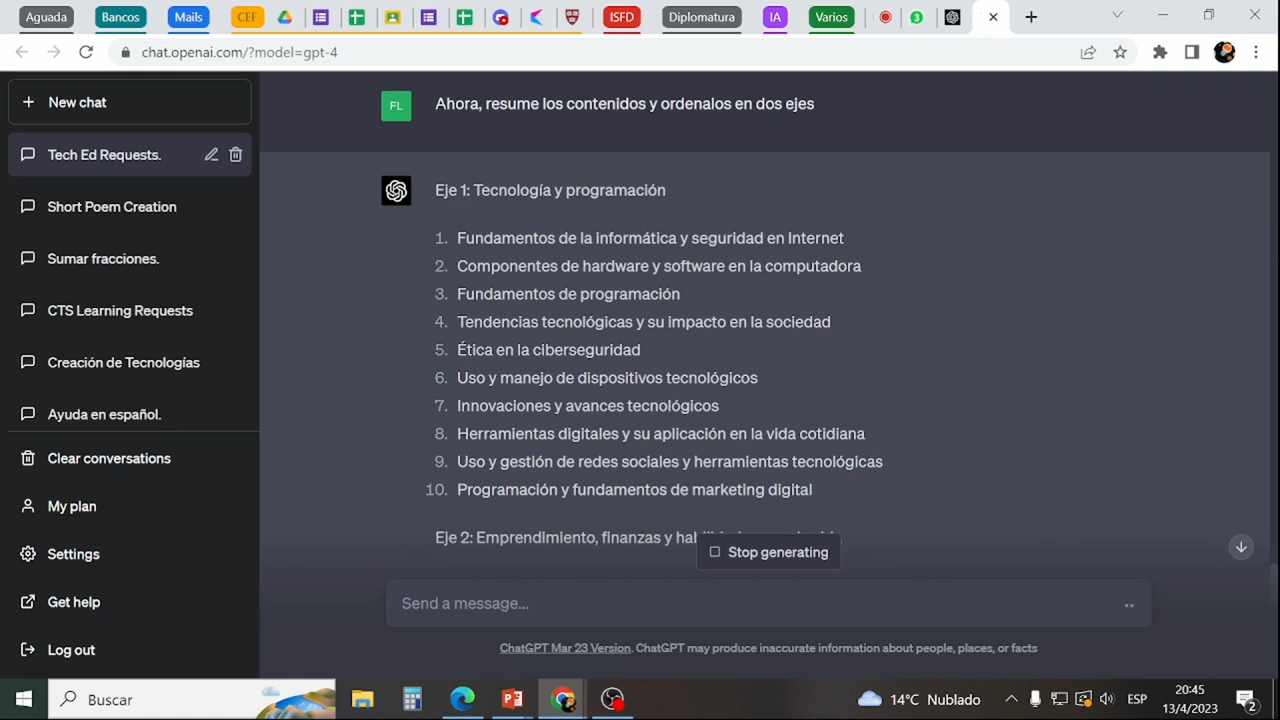 Aguada Bancos Mails CEF ISFD Diplomatura IA Varios 3
chat.openai.com/?model=gpt-4
New chat
Tech Ed Requests.
Short Poem Creation
Sumar fracciones.
CTS Learning Requests
Creación de Tecnologías
Ayuda en español.
Clear conversations
My plan
Settings
Get help
Log out
FL Ahora, resume los contenidos y ordenalos en dos ejes
Eje 1: Tecnología y programación
1. Fundamentos de la informática y seguridad en Internet
2. Componentes de hardware y software en la computadora
3. Fundamentos de programación
4. Tendencias tecnológicas y su impacto en la sociedad
5. Ética en la ciberseguridad
6. Uso y manejo de dispositivos tecnológicos
7. Innovaciones y avances tecnológicos
8. Herramientas digitales y su aplicación en la vida cotidiana
9. Uso y gestión de redes sociales y herramientas tecnológicas
10. Programación y fundamentos de marketing digital
Eje 2: Emprendimiento, finanzas y
Stop generating
Send a message...
ChatGPT Mar 23 Version. ChatGPT may produce inaccurate information about people, places, or facts
Buscar
14°C Nublado
ESP
20:45
13/4/2023
2